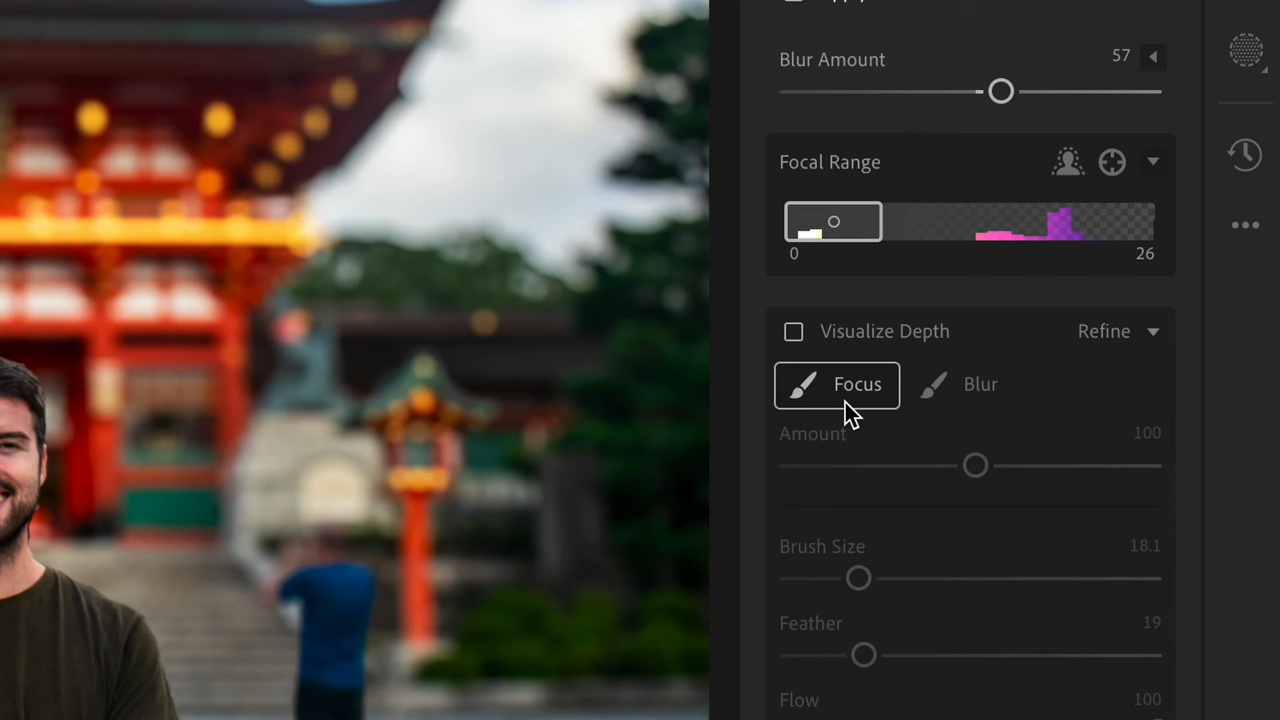 Blur Amount 57
Focal Range
0 26
Visualize Depth Refine
Focus Blur
Amount 100
Brush Size 18.1
Feather 19
Flow 100